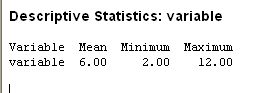 Descriptive Statistics: variable
Variable Mean Minimum Maximum
variable 6.00 2.00 12.00